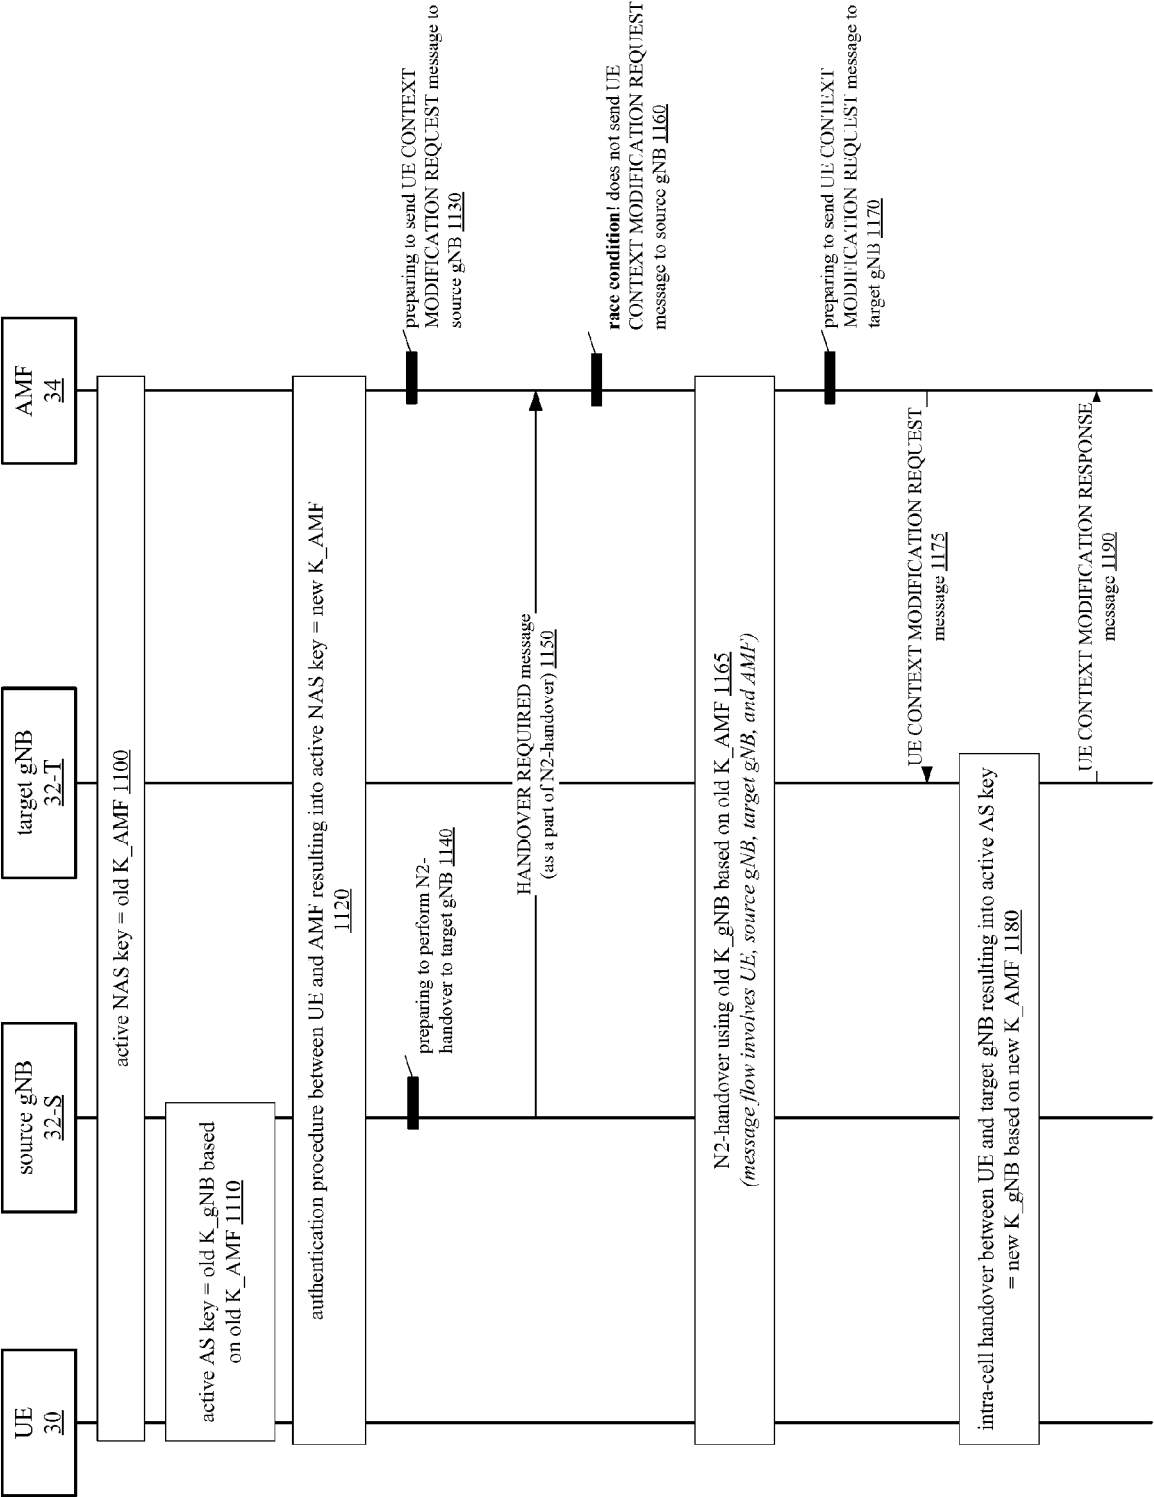 UE
30
source gNB
32-S
target gNB
32-T
AMF
34
active NAS key = old K_AMF 1100
active AS key = old K_gNB based
on old K_AMF 1110
authentication procedure between UE and AMF resulting into active NAS key = new K_AMF
1120
preparing to send UE CONTEXT
MODIFICATION REQUEST message to
source gNB 1130
preparing to perform N2-
handover to target gNB 1140
HANDOVER REQUIRED message
(as a part of N2-handover) 1150
race condition! does not send UE
CONTEXT MODIFICATION REQUEST
message to source gNB 1160
N2-handover using old K_gNB based on old K_AMF 1165
(message flow involves UE, source gNB, target gNB, and AMF)
preparing to send UE CONTEXT
MODIFICATION REQUEST message to
target gNB 1170
UE CONTEXT MODIFICATION REQUEST
message 1175
intra-cell handover between UE and target gNB resulting into active AS key
= new K_gNB based on new K_AMF 1180
UE CONTEXT MODIFICATION RESPONSE
message 1190